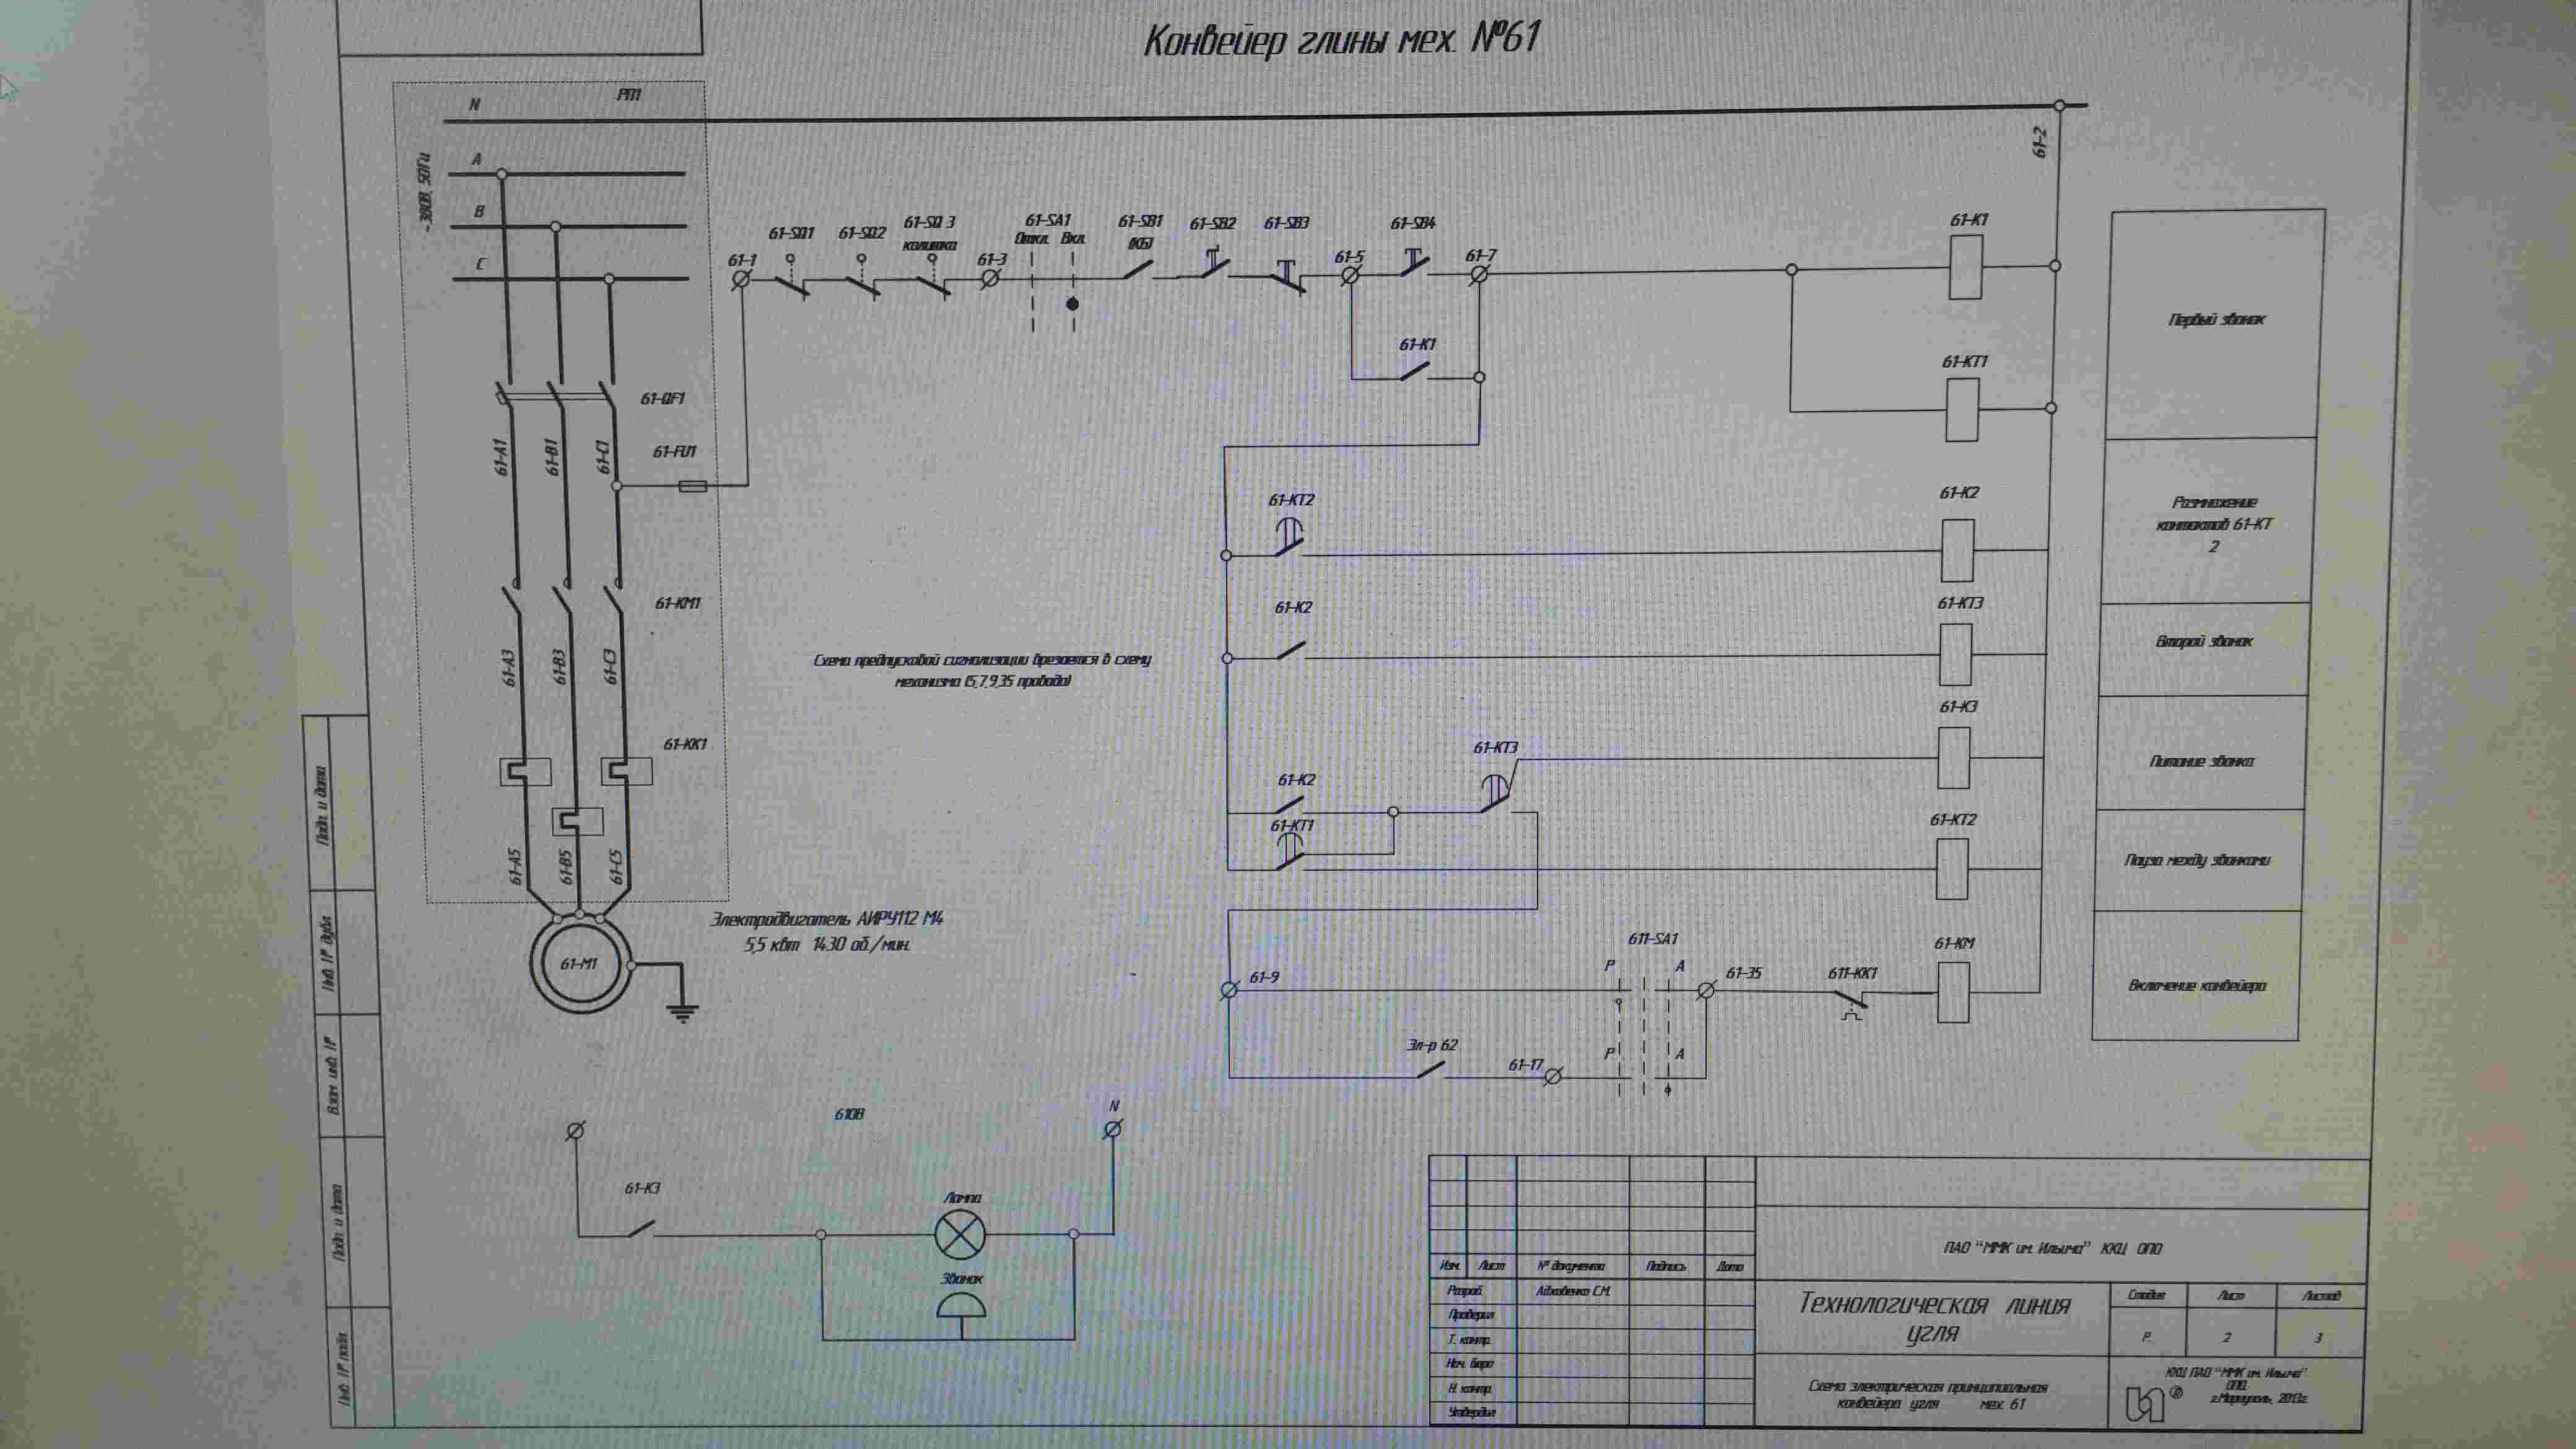 Конвейер глины мех. №61
N
РП1
~380В, 50Гц
A
B
C
61-2
61-1
61-SQ1
61-SQ2
61-SQ 3
калитка
61-3
61-SA1
Откл. Вкл.
61-SB1
(КБ)
61-SB2
61-SB3
61-5
61-SB4
61-7
61-K1
61-K1
61-KT1
Первый звонок
61-QF1
61-A1
61-B1
61-C1
61-FU1
61-KT2
61-K2
Размножение
контактов 61-КТ
2
61-KM1
61-K2
61-KT3
Второй звонок
61-A3
61-B3
61-C3
Схема предпусковой сигнализации врезается в схему
механизма (5,7,9,35 провода)
61-KK1
61-KT3
61-K3
Питание звонка
61-K2
61-KT1
61-KT2
Пауза между звонками
61-A5
61-B5
61-C5
Электродвигатель АИРУ112 М4
5,5 квт 1430 об./мин.
61-M1
61-9
611-SA1
P
A
61-35
611-KK1
61-KM
Включение конвейера
Эл-р 62
61-17
P
A
N
61-K3
Лампа
Звонок
Подп. и дата
Инв. № дубл
Взам. инв. №
Подп. и дата
Инв. № подл
Изм. Лист № документа Подпись Дата
Разраб.
Проверил
Т. контр.
Нач. бюро
Н. контр.
Утвердил
ПАО "ММК им. Ильича" ККЦ ОПО
Технологическая линия
угля
Стадия Лист Листов
Р. 2 3
Схема электрическая принципиальная
конвейера угля мех. 61
ККЦ ПАО "ММК им. Ильича"
ОПО
г.Мариуполь, 2013г.